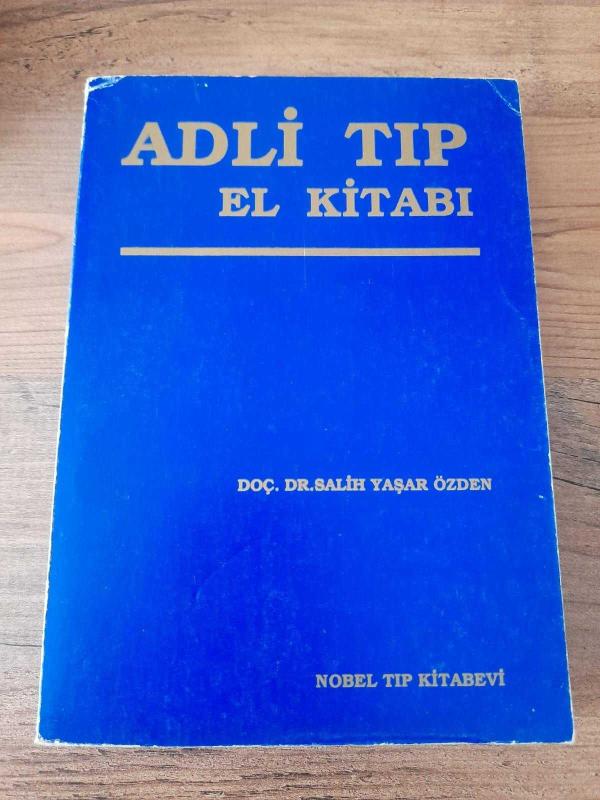 ADLİ TIP
EL KİTABI
DOÇ. DR.SALİH YAŞAR ÖZDEN
NOBEL TIP KİTABEVİ